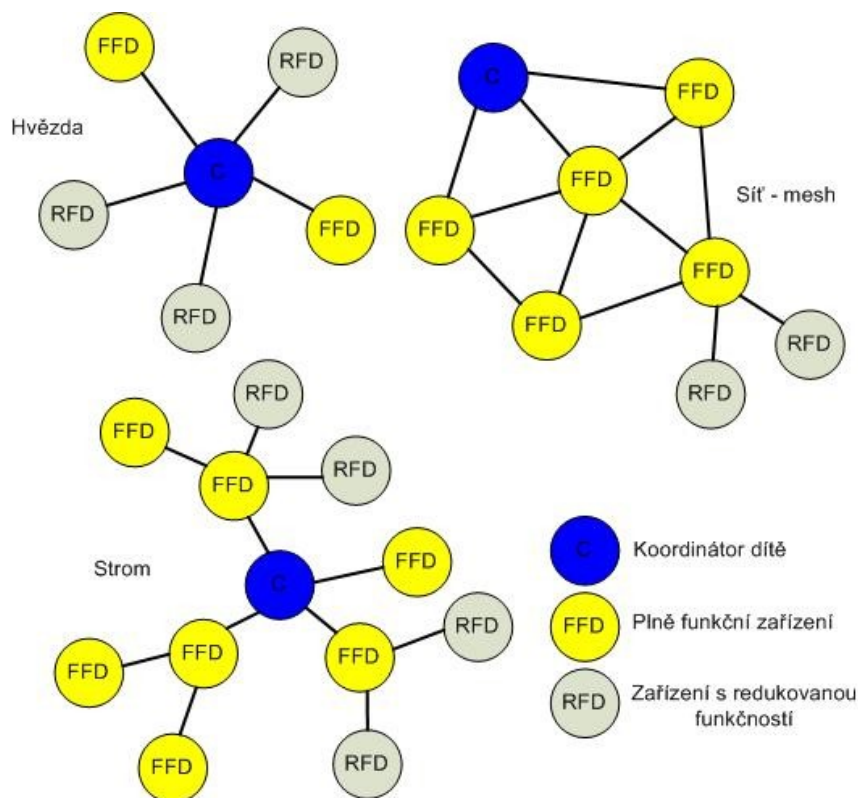 FFD
RFD
Hvězda
C
RFD
FFD
RFD
C
FFD
FFD
Síť - mesh
FFD
FFD
FFD
RFD
RFD
RFD
FFD
RFD
FFD
Strom
C
FFD
RFD
FFD
FFD
FFD
FFD
RFD
C Koordinátor dítě
FFD Plně funkční zařízení
RFD Zařízení s redukovanou
funkčností